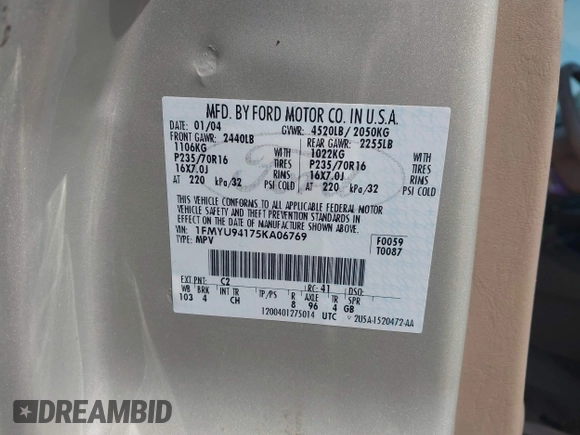 MFD. BY FORD MOTOR CO. IN U.S.A.
DATE: 01/04 GVWR: 4520LB/ 2050KG
FRONT GAWR: 2440LB REAR GAWR: 2255LB
1106KG WITH 1022KG WITH
P235/70R16 TIRES P235/70R16 TIRES
16X7.0J RIMS 16X7.0J RIMS
AT 220 kPa/32 PSI COLD AT 220 kPa/32 PSI COLD
THIS VEHICLE CONFORMS TO ALL APPLICABLE FEDERAL MOTOR
VEHICLE SAFETY AND THEFT PREVENTION STANDARDS IN
EFFECT ON THE DATE OF MANUFACTURE SHOWN ABOVE.
VIN: 1FMYU94175KA06769 F0059
TYPE: MPV T0087
EXT PNT: C2 RC: 41 DSO:
WB BRK INT TR TP/PS R AXLE TR SPR
103 4 CH 8 96 4 GB
1200401275014 UTC 2U5A-1520472-AA
Ford
DREAMBID